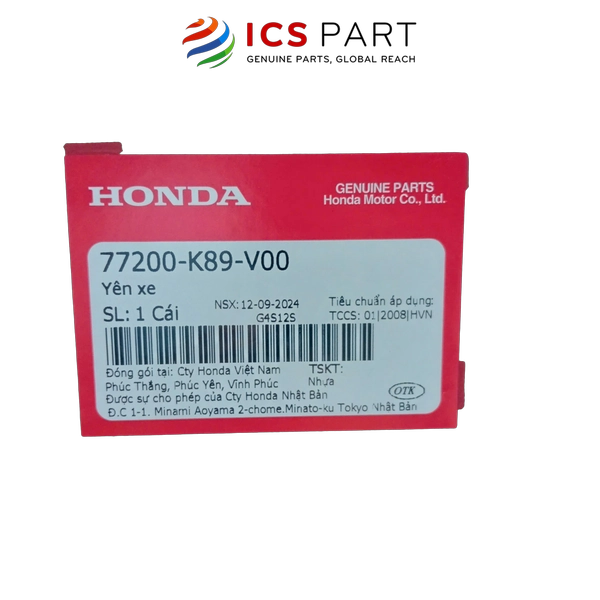 ICS PART
GENUINE PARTS, GLOBAL REACH
HONDA
GENUINE PARTS
Honda Motor Co., Ltd.
77200-K89-V00
Yên xe
SL: 1 Cái
NSX: 12-09-2024
G4S12S
Tiêu chuẩn áp dụng:
TCCS: 01|2008|HVN
Đóng gói tại: Cty Honda Việt Nam
Phúc Thắng, Phúc Yên, Vĩnh Phúc
TSKT:
Nhựa
Được sự cho phép của Cty Honda Nhật Bản
OTK
Đ.C 1-1. Minami Aoyama 2-chome.Minato-ku Tokyo Nhật Bản